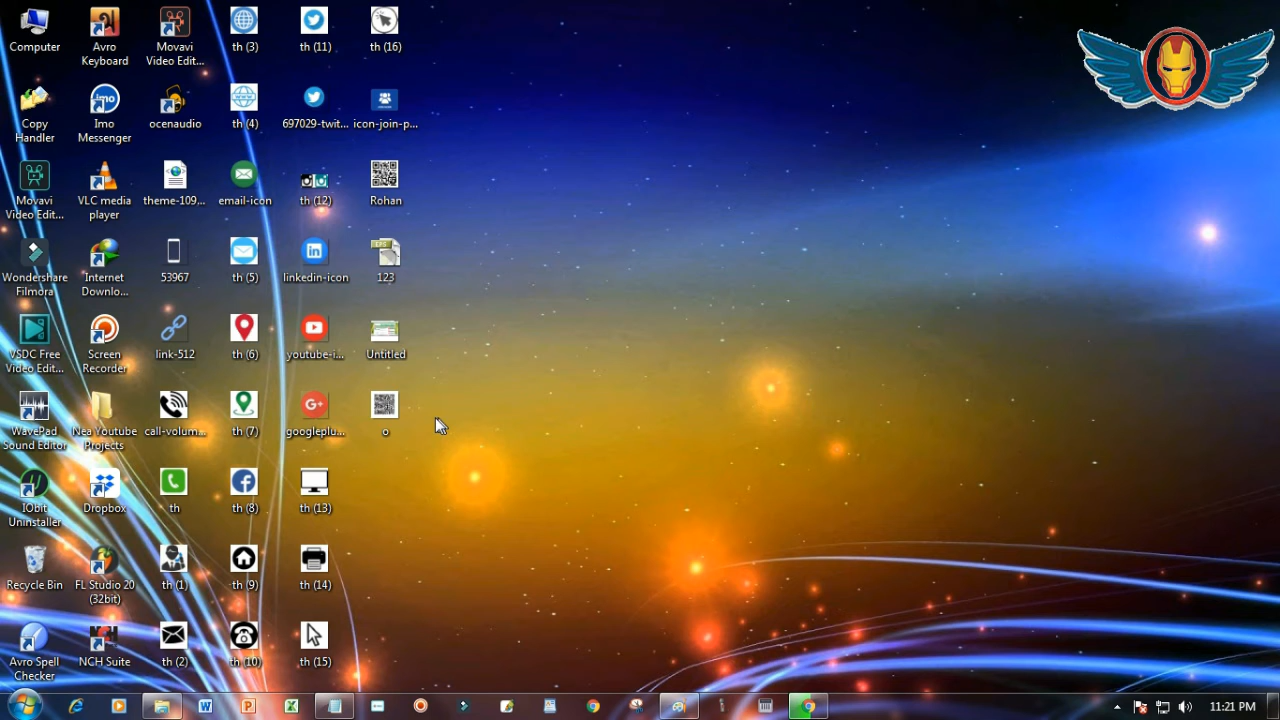 Computer
Avro
Keyboard
Movavi
Video Edit...
th (3)
th (11)
th (16)
Copy
Handler
imo
Imo
Messenger
ocenaudio
th (4)
697029-twit...
icon-join-p...
Movavi
Video Edit...
VLC media
player
theme-109...
email-icon
th (12)
Rohan
Wondershare
Filmora
Internet
Downlo...
53967
th (5)
in
linkedin-icon
EPS
123
VSDC Free
Video Edit...
Screen
Recorder
link-512
th (6)
youtube-i...
Untitled
WavePad
Sound Editor
Nea Youtube
Projects
call-volum...
th (7)
G+
googleplu...
o
IObit
Uninstaller
Dropbox
th
th (8)
th (13)
Recycle Bin
FL Studio 20
(32bit)
th (1)
th (9)
th (14)
Avro Spell
Checker
NCH
NCH Suite
th (2)
th (10)
th (15)
11:21 PM